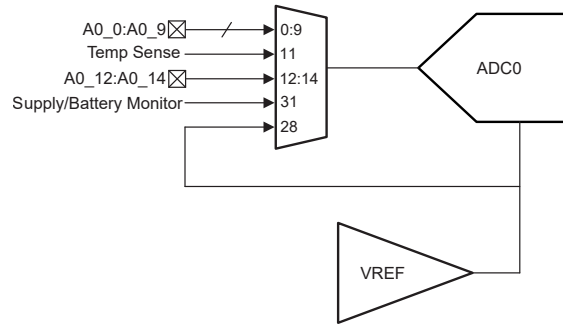 A0_0:A0_9 0:9
Temp Sense 11
A0_12:A0_14 12:14
Supply/Battery Monitor 31
28
ADC0
VREF